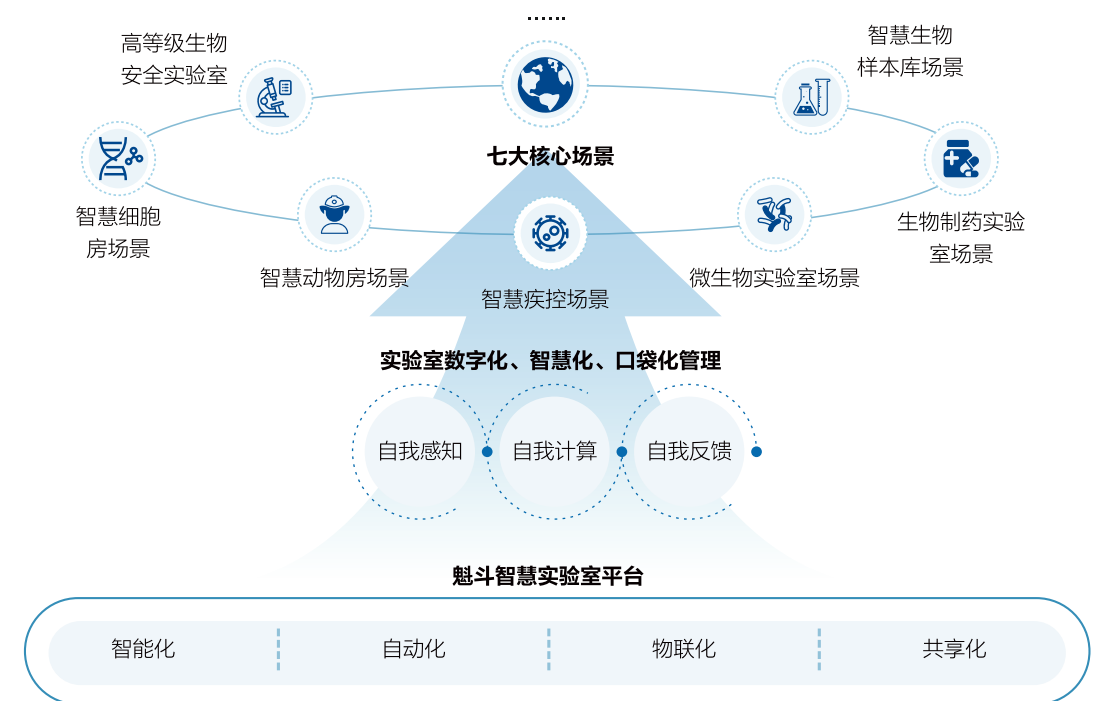 ……
高等级生物
安全实验室
智慧生物
样本库场景
七大核心场景
智慧细胞
房场景
生物制药实验
室场景
智慧动物房场景
智慧疾控场景
微生物实验室场景
实验室数字化、智慧化、口袋化管理
自我感知
自我计算
自我反馈
魁斗智慧实验室平台
智能化
自动化
物联化
共享化